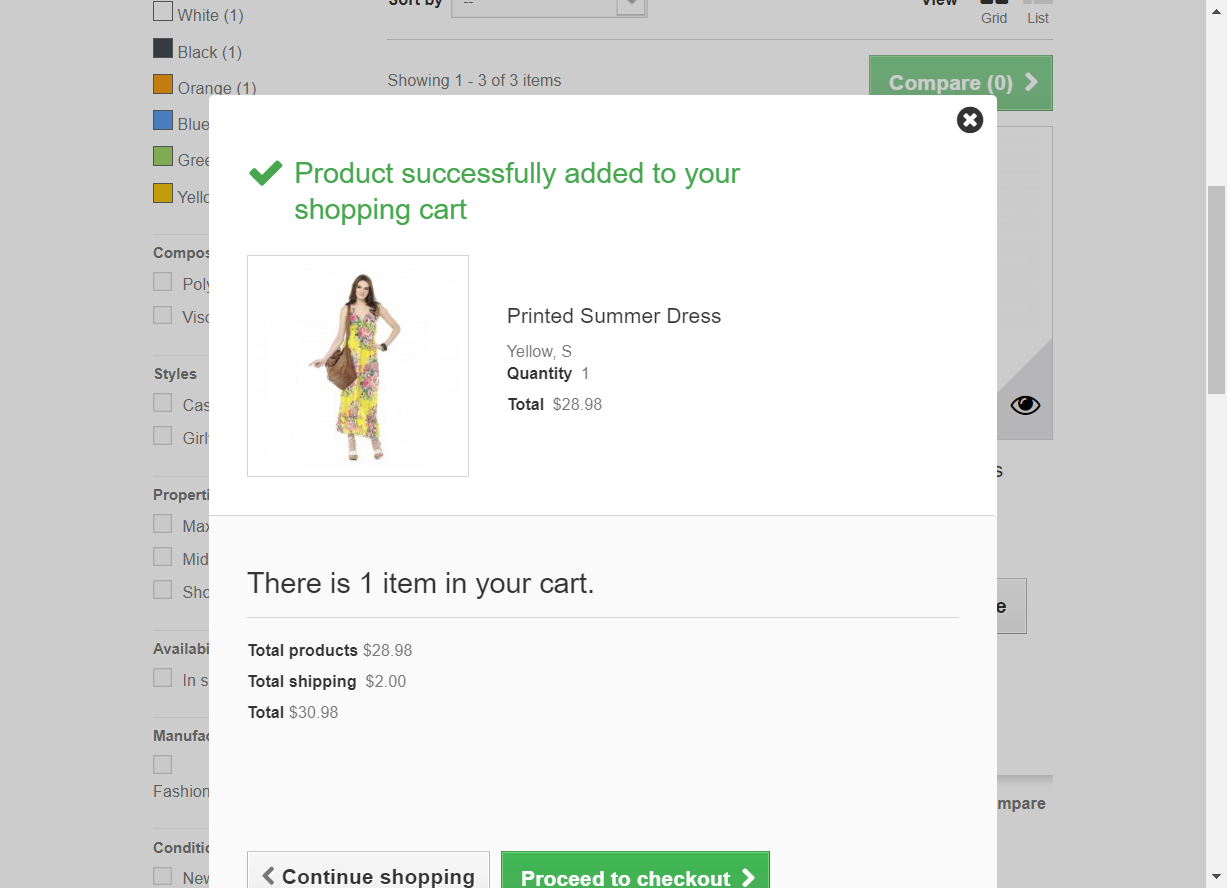 Sort by
--
View
Grid
List
White (1)
Black (1)
Orange (1)
Blue
Gree
Yello
Showing 1 - 3 of 3 items
Compare (0)
Compos
Poly
Visc
Styles
Cas
Girl
Properti
Max
Mid
Sho
Availabi
In s
Manufac
Fashion
Conditio
New
Product successfully added to your
shopping cart
Printed Summer Dress
Yellow, S
Quantity 1
Total $28.98
There is 1 item in your cart.
Total products $28.98
Total shipping $2.00
Total $30.98
Continue shopping
Proceed to checkout
s
e
mpare